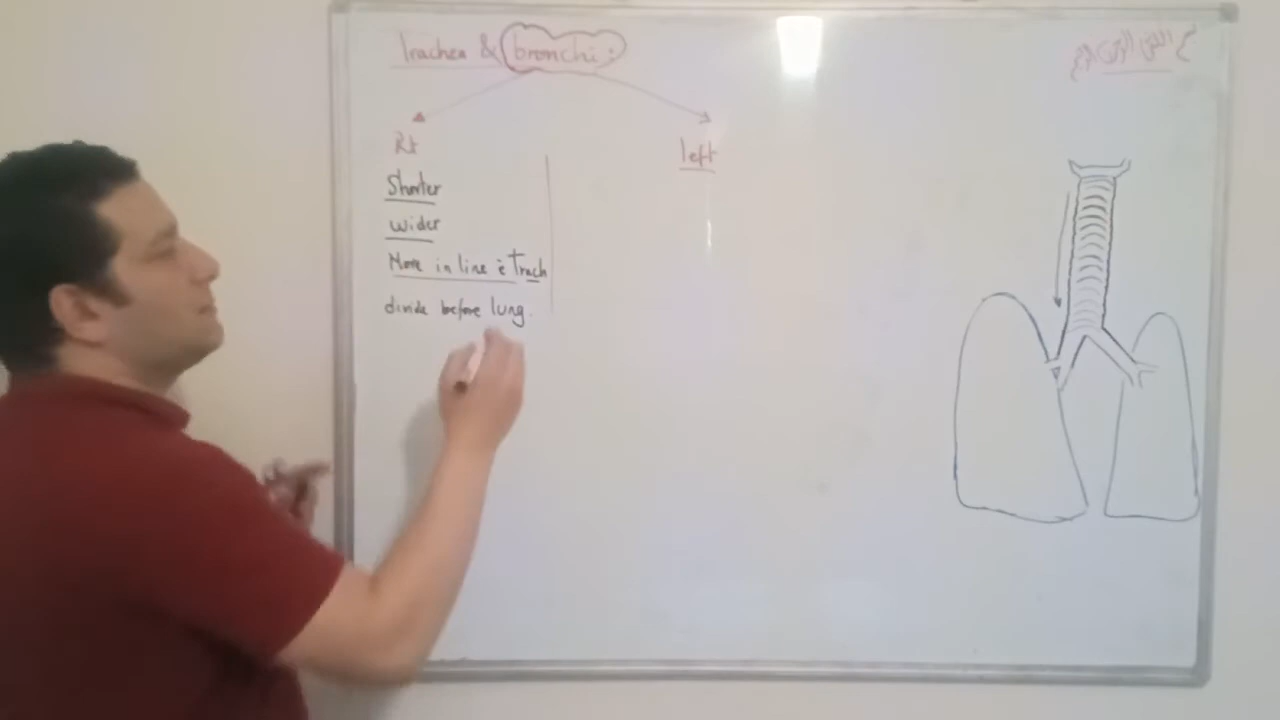 Trachea & bronchi:
Rt
left
Shorter
wider
More in line c̄ Trach
divide before lung.